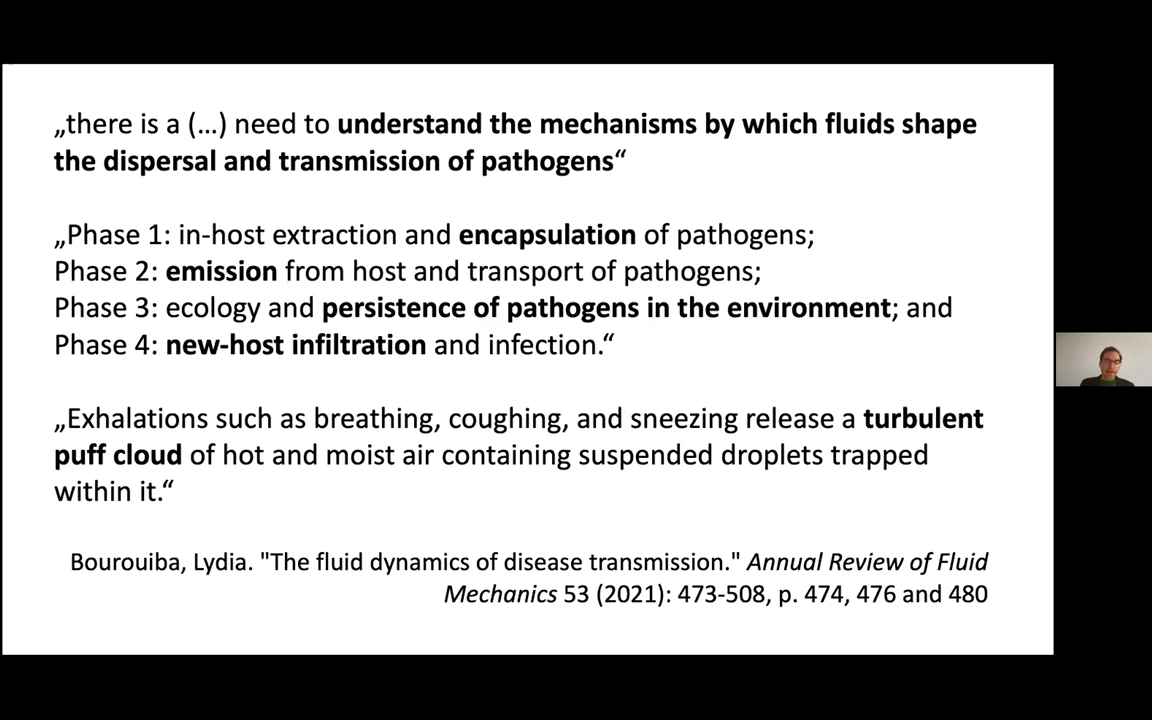 „there is a (...) need to understand the mechanisms by which fluids shape
the dispersal and transmission of pathogens“
„Phase 1: in-host extraction and encapsulation of pathogens;
Phase 2: emission from host and transport of pathogens;
Phase 3: ecology and persistence of pathogens in the environment; and
Phase 4: new-host infiltration and infection.“
„Exhalations such as breathing, coughing, and sneezing release a turbulent
puff cloud of hot and moist air containing suspended droplets trapped
within it.“
Bourouiba, Lydia. "The fluid dynamics of disease transmission." Annual Review of Fluid
Mechanics 53 (2021): 473-508, p. 474, 476 and 480